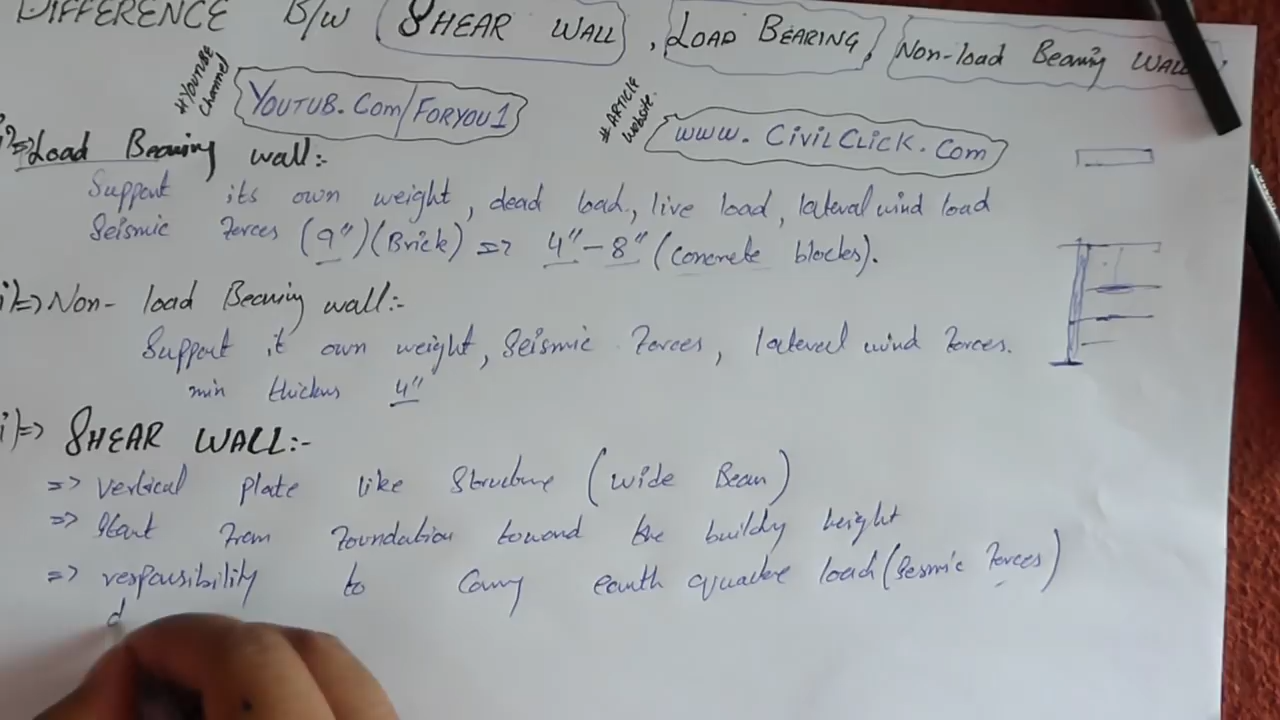 DIFFERENCE B/W SHEAR WALL, LOAD BEARING, Non-load Bearing WALL
#YOUTUBE Channel
YOUTUB.Com/FORYOU1
#ARTICLE Website.
www.CIVILCLICK.Com
i)=> Load Bearing wall:-
Support its own weight, dead load, live load, lateral wind load
Seismic Forces (9")(Brick) => 4"-8" (concrete blocks).
i)=> Non-load Bearing wall:-
Support it own weight, Seismic Forces, lateral wind Forces.
min thicknes 4"
i)=> SHEAR WALL:-
=> vertical plate like Structure (wide Beam)
=> Start From Foundation toward the buildy height
=> responsibility to Carry earth quacke load (Sesmic Forces)
d